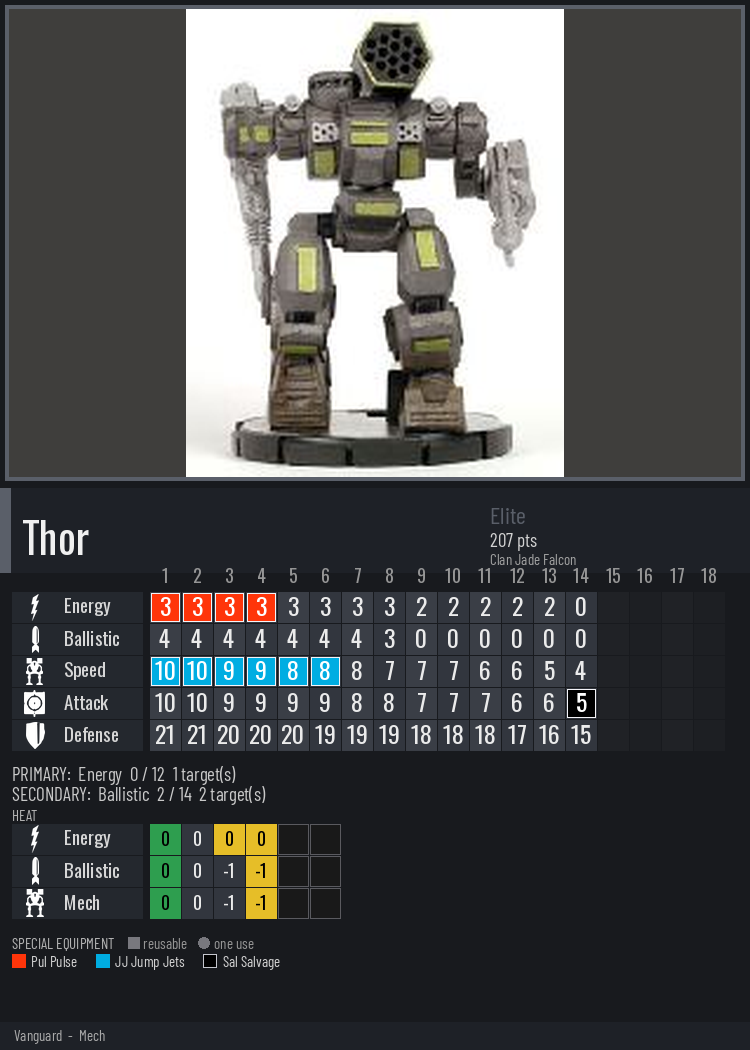 Thor
Elite
207 pts
Clan Jade Falcon
1 2 3 4 5 6 7 8 9 10 11 12 13 14 15 16 17 18
Energy 3 3 3 3 3 3 3 3 2 2 2 2 2 0
Ballistic 4 4 4 4 4 4 4 3 0 0 0 0 0 0
Speed 10 10 9 9 8 8 8 7 7 7 6 6 5 4
Attack 10 10 9 9 9 9 8 8 7 7 7 6 6 5
Defense 21 21 20 20 20 19 19 19 18 18 18 17 16 15
PRIMARY: Energy 0 / 12 1 target(s)
SECONDARY: Ballistic 2 / 14 2 target(s)
HEAT
Energy 0 0 0 0
Ballistic 0 0 -1 -1
Mech 0 0 -1 -1
SPECIAL EQUIPMENT reusable one use
Pul Pulse JJ Jump Jets Sal Salvage
Vanguard - Mech